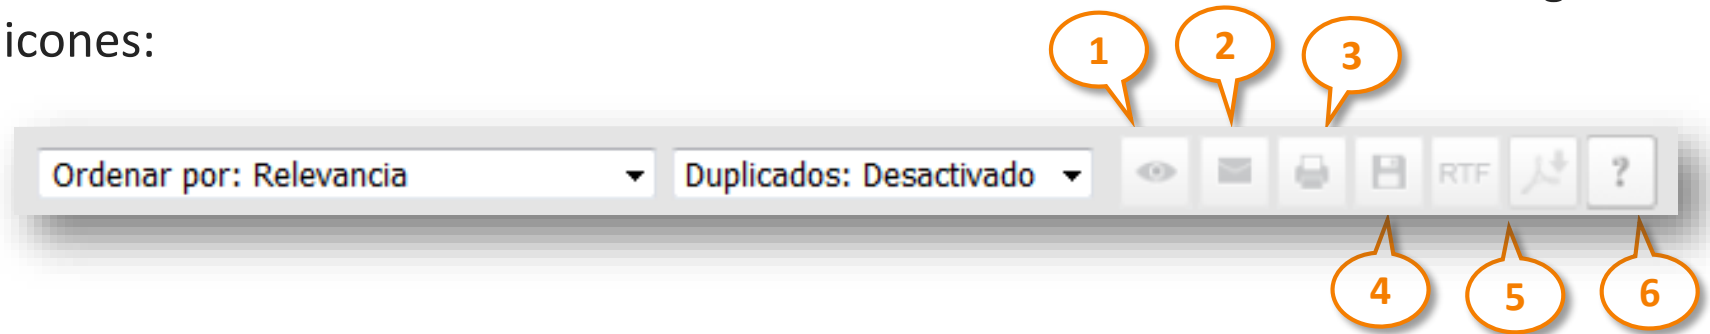 icones:
1 2 3
Ordenar por: Relevancia Duplicados: Desactivado RTF ?
4 5 6